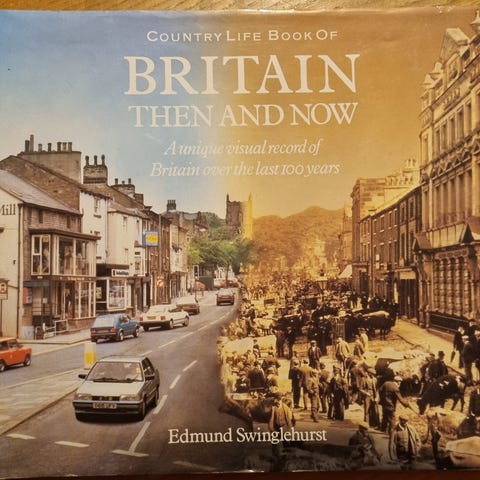 COUNTRY LIFE BOOK OF
BRITAIN
THEN AND NOW
A unique visual record of
Britain over the last 100 years
Mill
Edmund Swinglehurst